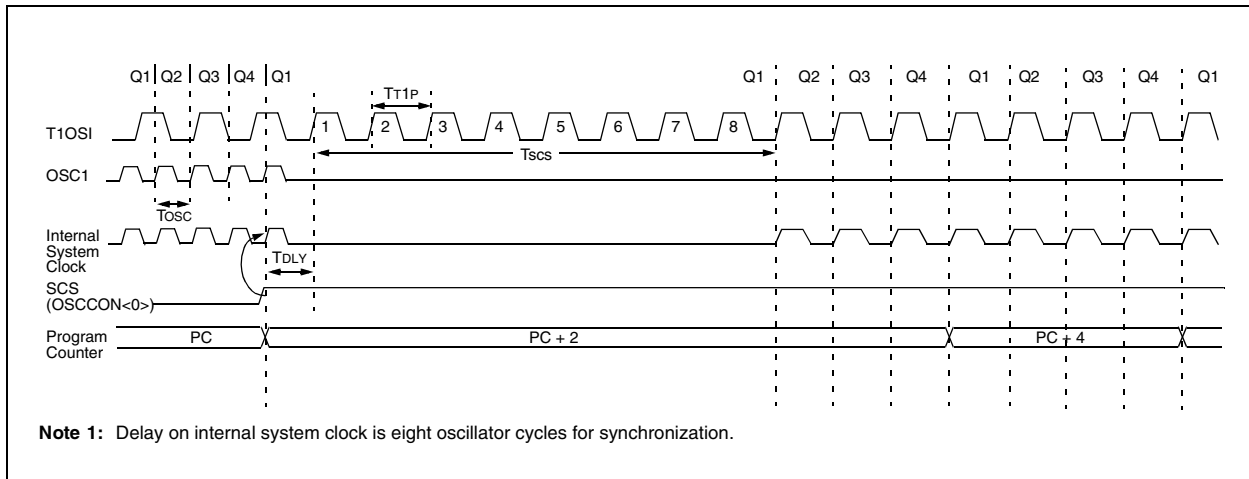 Q1 Q2 Q3 Q4 Q1 Q1 Q2 Q3 Q4 Q1 Q2 Q3 Q4 Q1
TT1P
T1OSI
1 2 3 4 5 6 7 8
TSCS
OSC1
TOSC
Internal
System
Clock
TDLY
SCS
(OSCCON<0>)
Program
Counter
PC PC + 2 PC + 4
Note 1: Delay on internal system clock is eight oscillator cycles for synchronization.